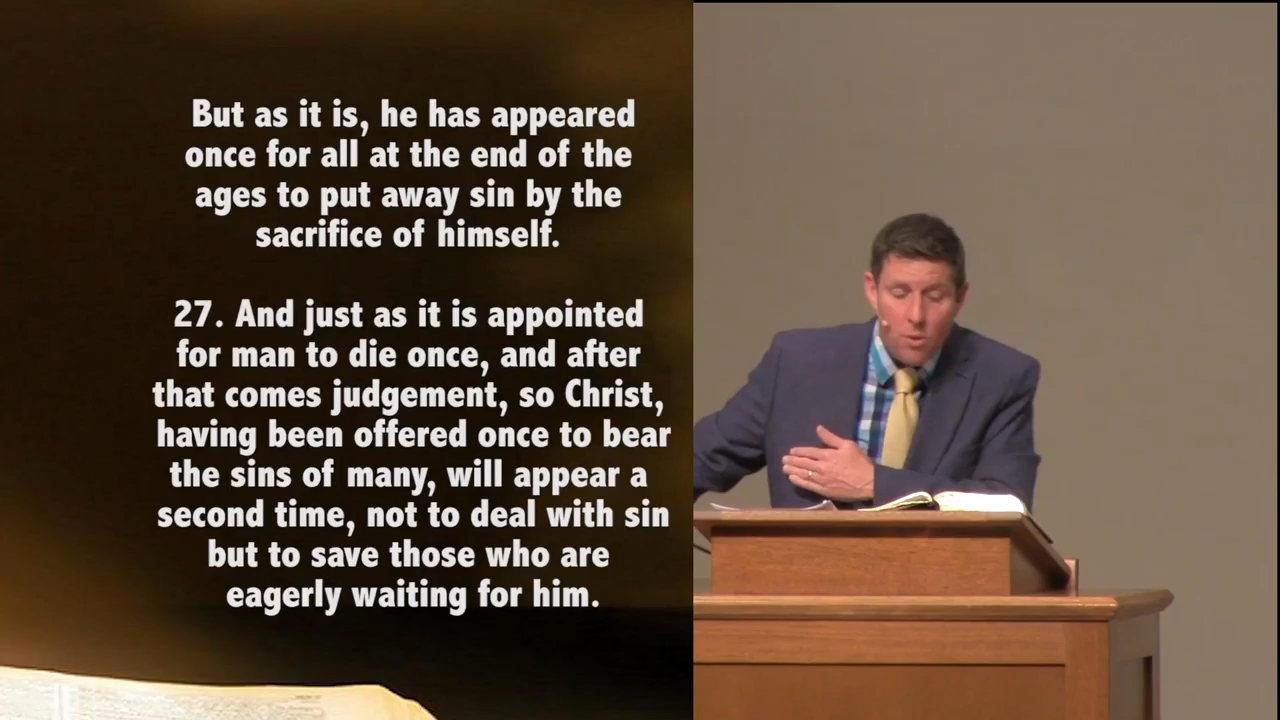 But as it is, he has appeared
once for all at the end of the
ages to put away sin by the
sacrifice of himself.
27. And just as it is appointed
for man to die once, and after
that comes judgement, so Christ,
having been offered once to bear
the sins of many, will appear a
second time, not to deal with sin
but to save those who are
eagerly waiting for him.